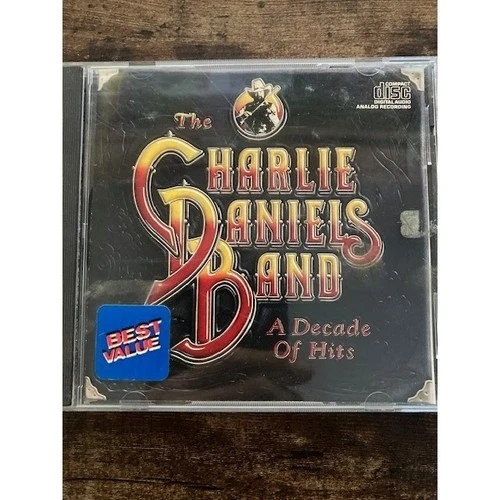 The
CHARLIE
DANIELS
BAND
A Decade
Of Hits
COMPACT
disc
DIGITAL AUDIO
ANALOG RECORDING
BEST
VALUE